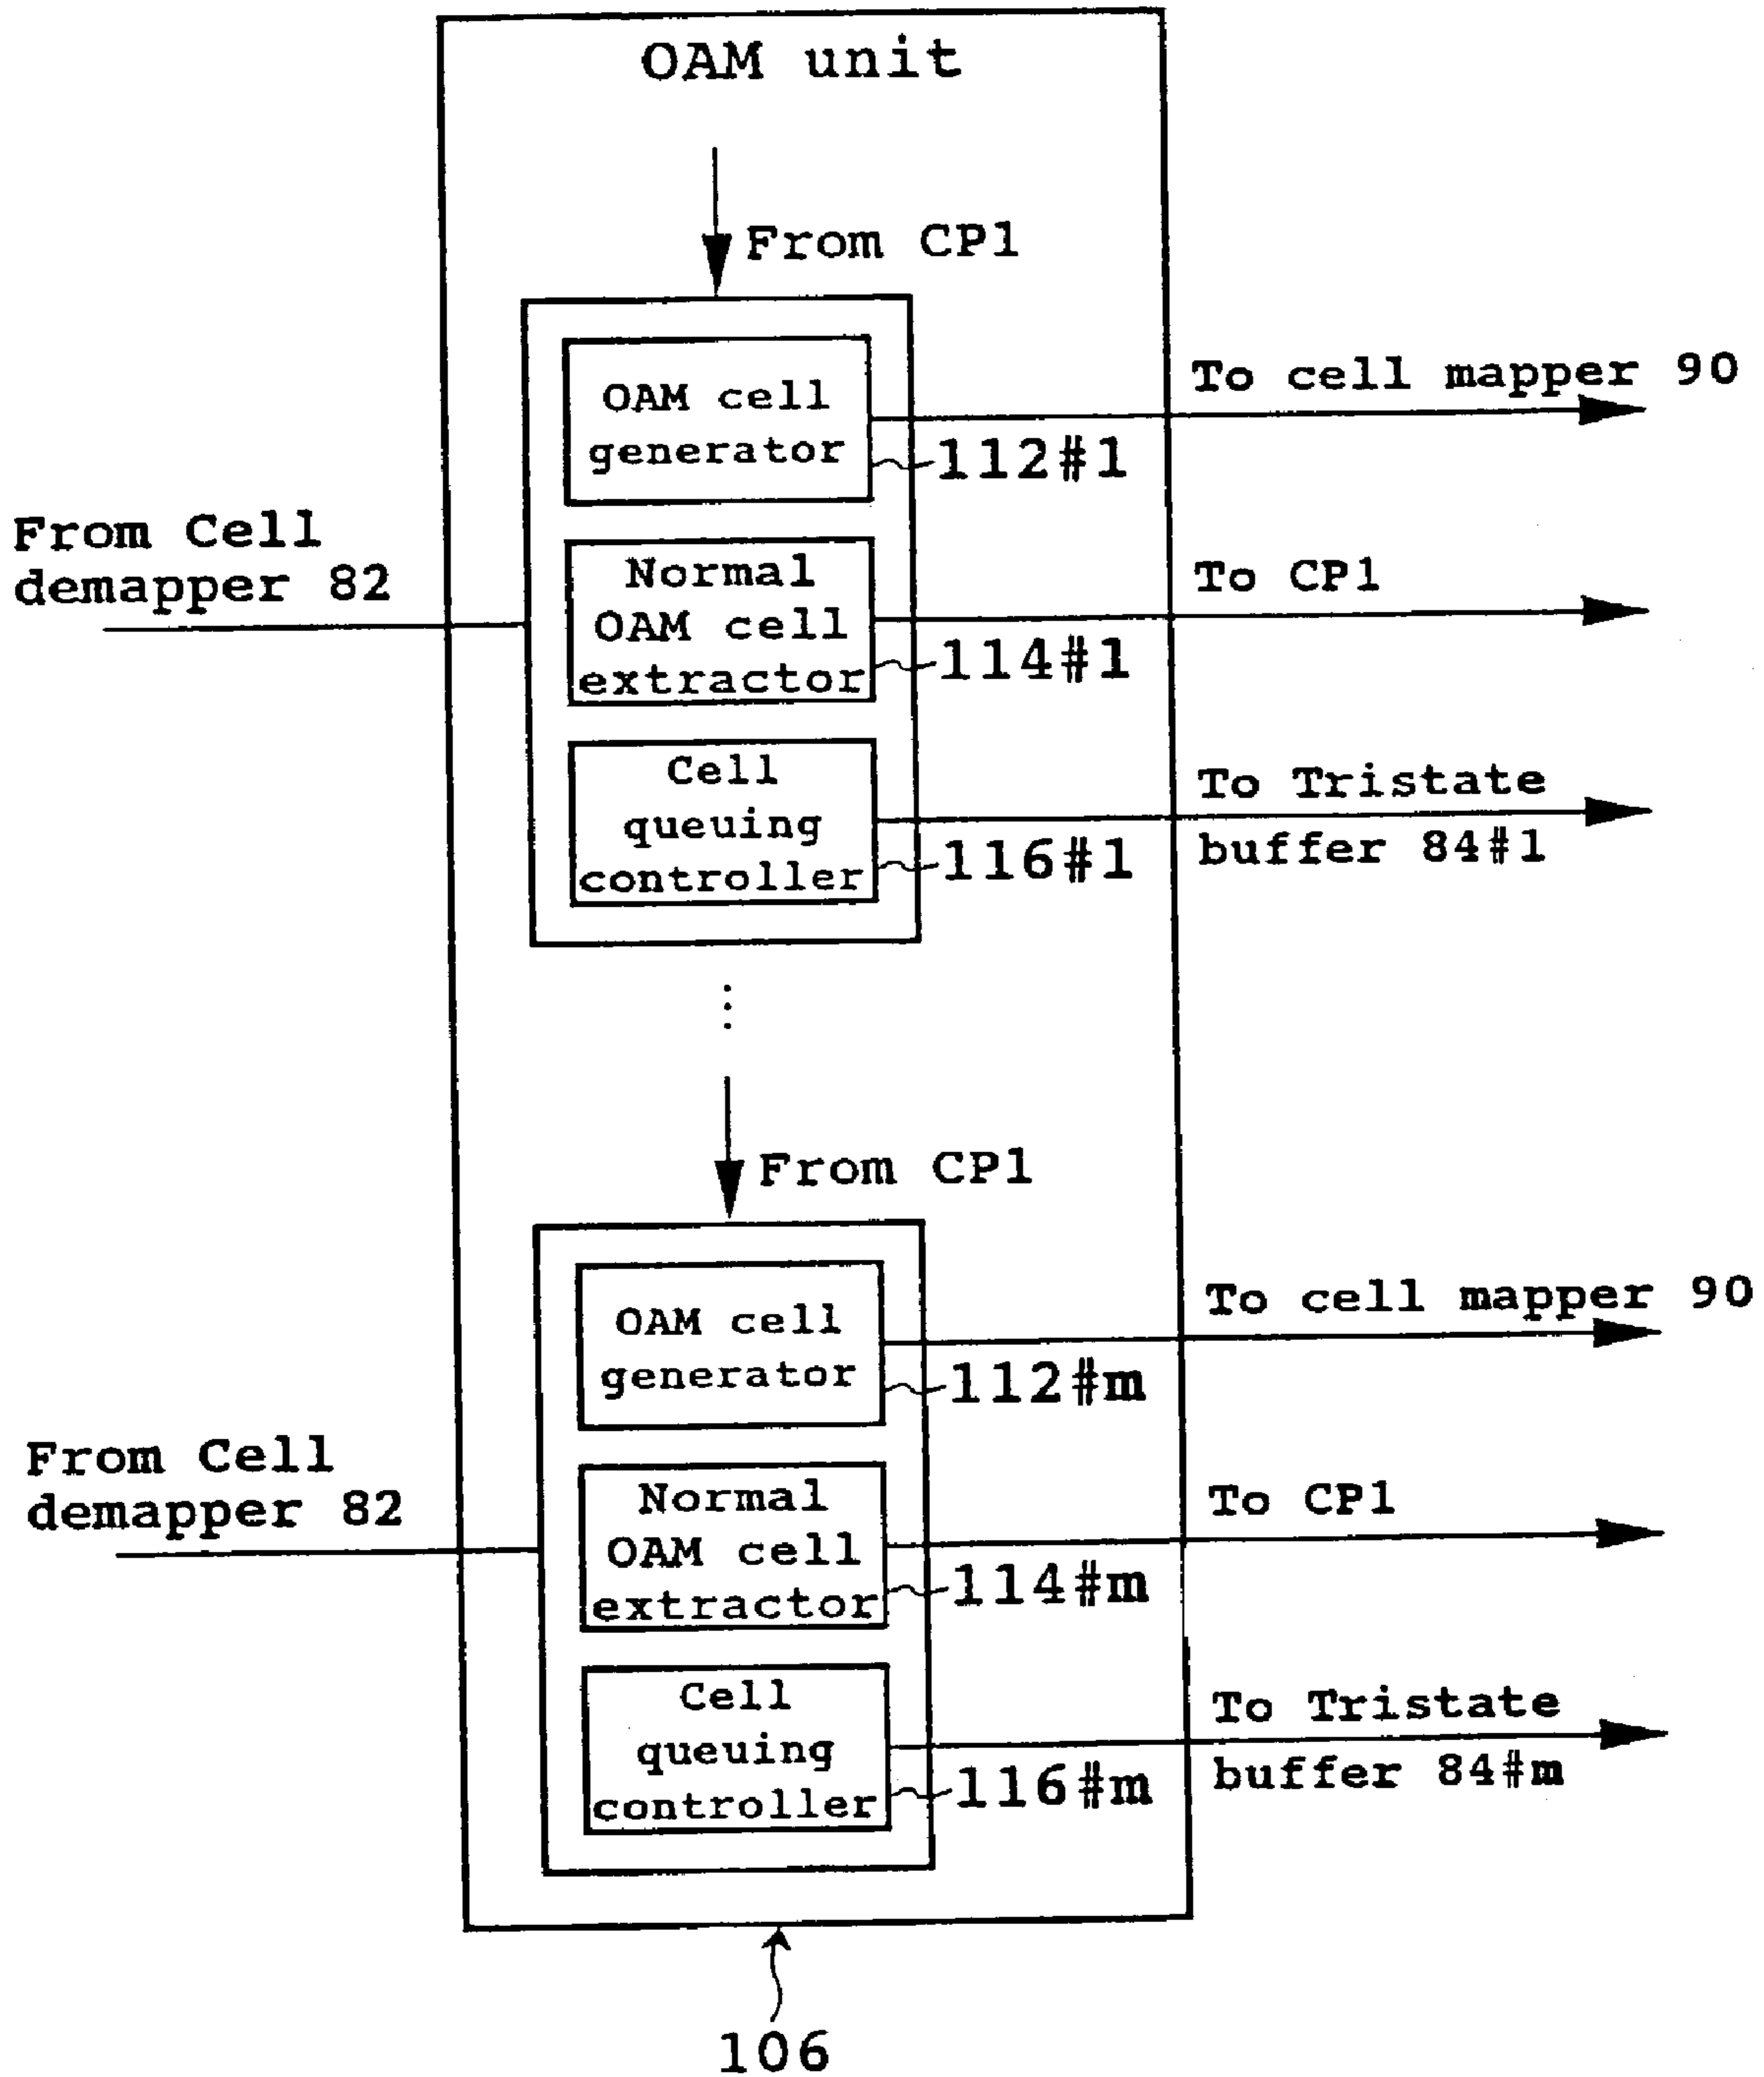 OAM unit
From CP1
OAM cell
generator
To cell mapper 90
112#1
From Cell
demapper 82
Normal
OAM cell
extractor
To CP1
114#1
Cell
queuing
controller
To Tristate
buffer 84#1
116#1
From CP1
OAM cell
generator
To cell mapper 90
112#m
From Cell
demapper 82
Normal
OAM cell
extractor
To CP1
114#m
Cell
queuing
controller
To Tristate
buffer 84#m
116#m
106